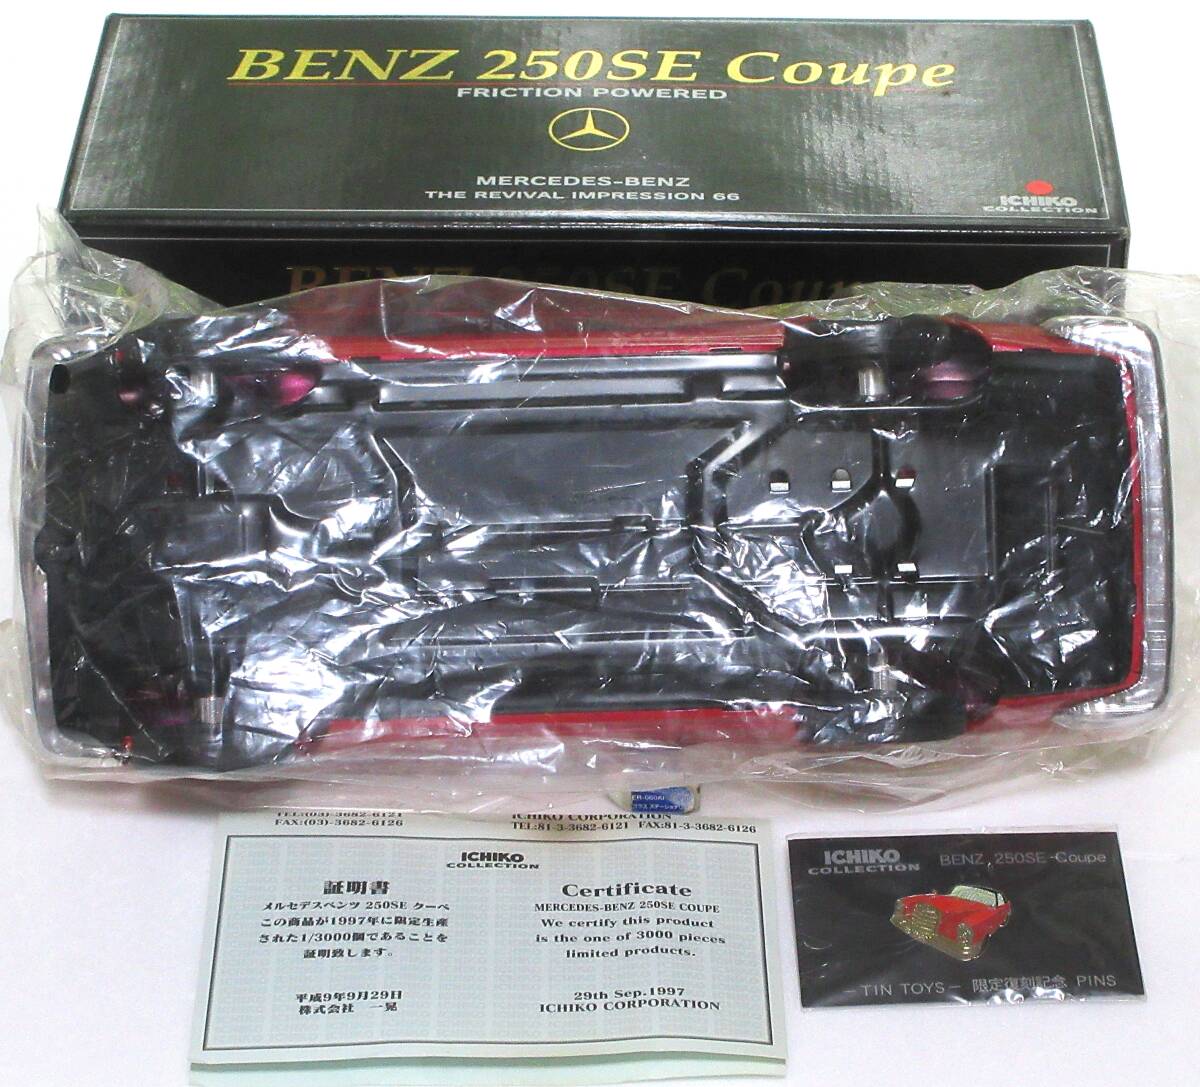 BENZ 250SE Coupe
FRICTION POWERED
MERCEDES-BENZ
THE REVIVAL IMPRESSION 66
ICHIKO
COLLECTION
BENZ 250SE Coupe
TEL:(03)-3682-6121
FAX:(03)-3682-6126
ICHIKO CORPORATION
TEL:81-3-3682-6121 FAX:81-3-3682-6126
ICHIKO
COLLECTION
証明書
メルセデスベンツ 250SE クーペ
この商品が1997年に限定生産
された1/3000個であることを
証明致します。
平成9年9月29日
株式会社 一晃
Certificate
MERCEDES-BENZ 250SE COUPE
We certify this product
is the one of 3000 pieces
limited products.
29th Sep.1997
ICHIKO CORPORATION
ICHIKO
COLLECTION
BENZ 250SE Coupe
-TIN TOYS- 限定復刻記念 PINS